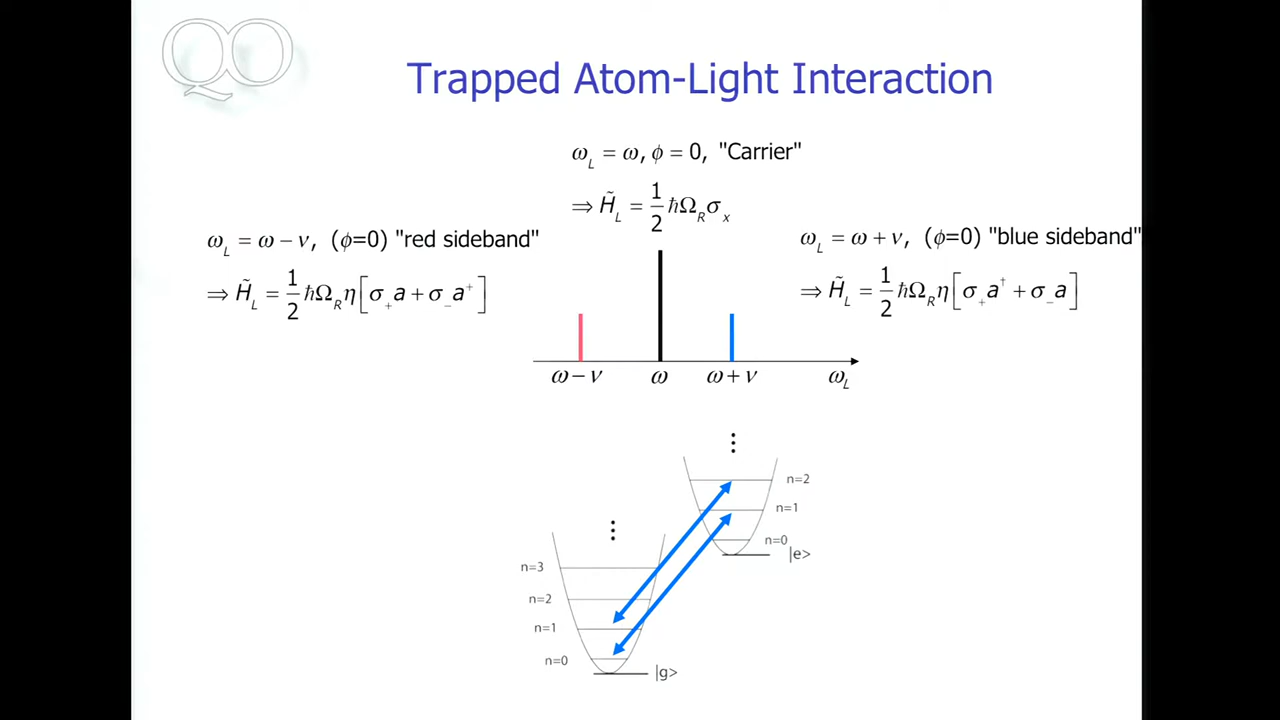 QO
Trapped Atom-Light Interaction
ω_L = ω, ϕ = 0, "Carrier"
⇒ H̃_L = 1/2 ℏΩ_R σ_x
ω_L = ω − ν, (ϕ=0) "red sideband"
⇒ H̃_L = 1/2 ℏΩ_R η[σ_+ a + σ_− a^+]
ω_L = ω + ν, (ϕ=0) "blue sideband"
⇒ H̃_L = 1/2 ℏΩ_R η[σ_+ a^† + σ_− a]
ω − ν ω ω + ν ω_L
⋮
n=2
n=1
n=0
|e>
⋮
n=3
n=2
n=1
n=0
|g>